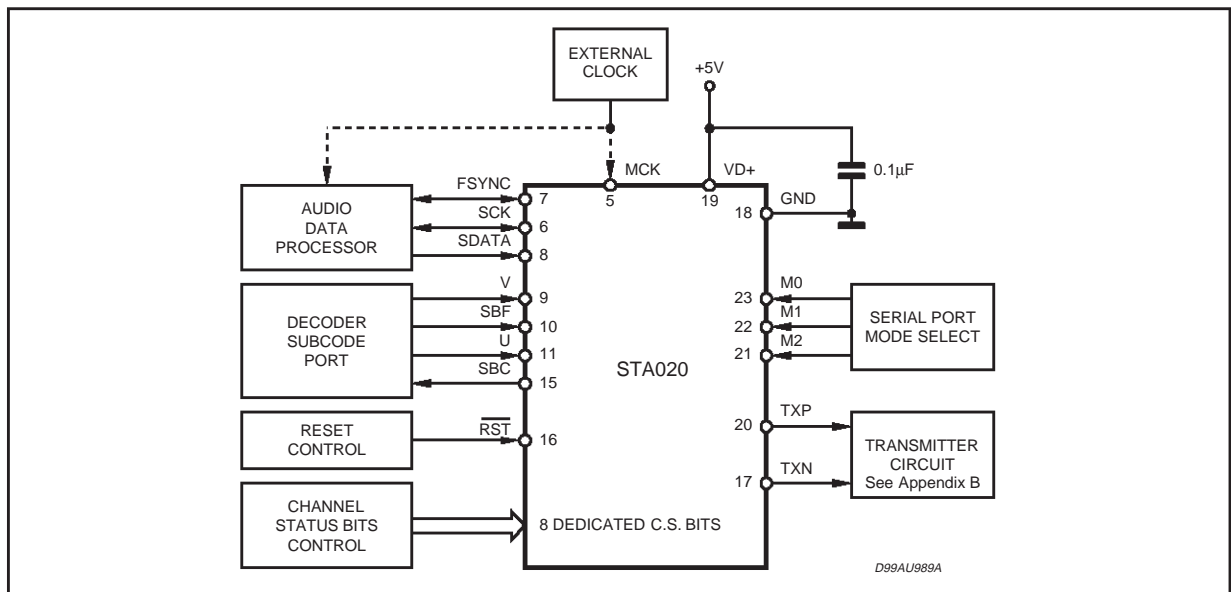 EXTERNAL
CLOCK
+5V
MCK
VD+
5
19
0.1µF
GND
18
AUDIO
DATA
PROCESSOR
FSYNC
7
SCK
6
SDATA
8
DECODER
SUBCODE
PORT
V
9
SBF
10
U
11
SBC
15
STA020
M0
23
M1
22
M2
21
SERIAL PORT
MODE SELECT
RESET
CONTROL
RST
16
TXP
20
TXN
17
TRANSMITTER
CIRCUIT
See Appendix B
CHANNEL
STATUS BITS
CONTROL
8 DEDICATED C.S. BITS
D99AU989A